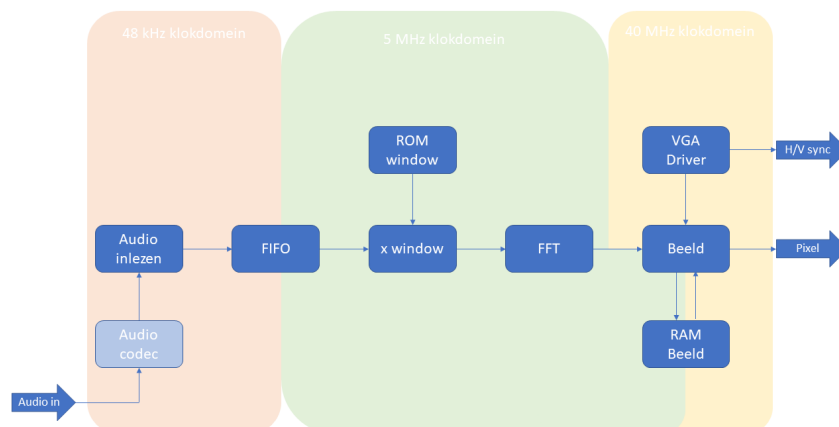 48 kHz klokdomein
5 MHz klokdomein
40 MHz klokdomein
ROM
window
VGA
Driver
H/V sync
Audio
inlezen
FIFO
x window
FFT
Beeld
Pixel
Audio
codec
RAM
Beeld
Audio in